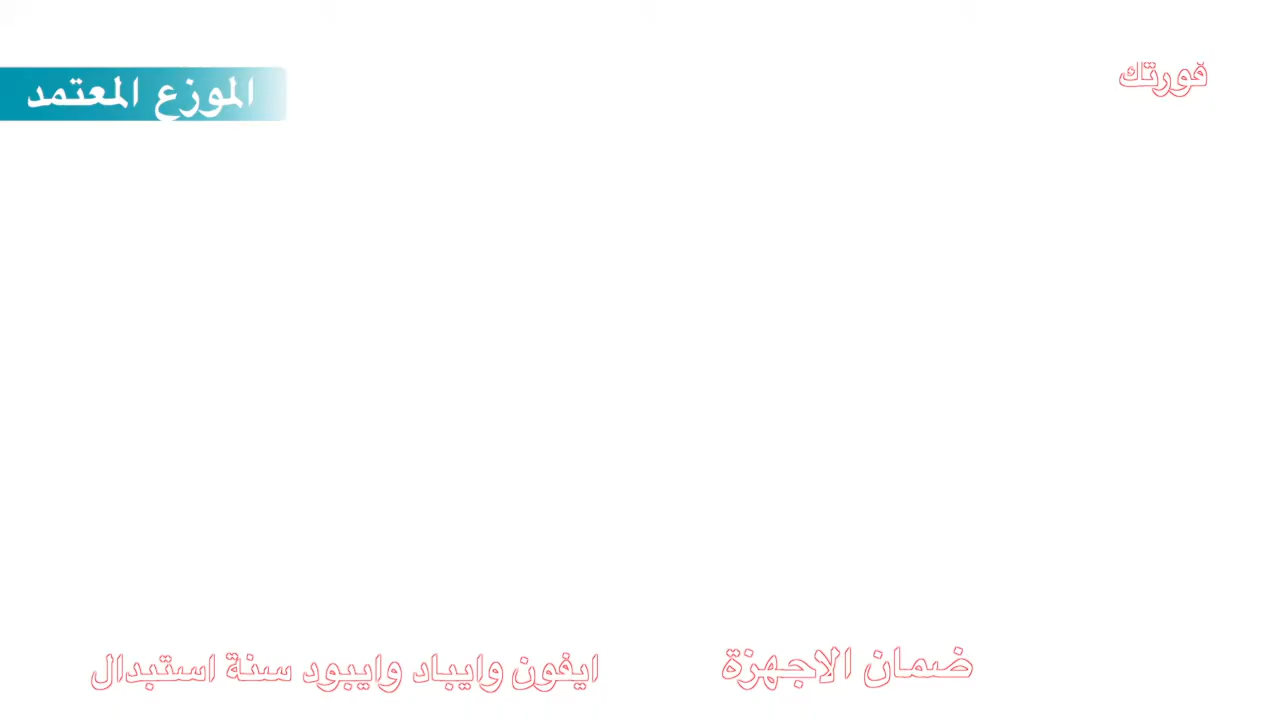 فورتك
الموزع المعتمد
ضمان الاجهزة
ايفون وايباد وايبود سنة استبدال